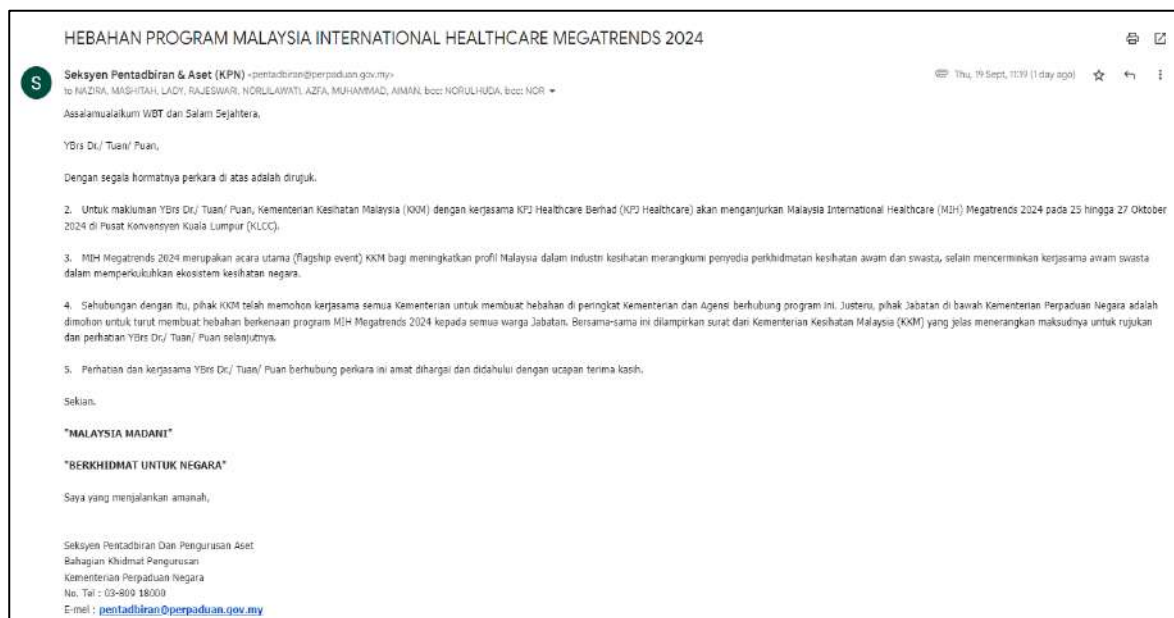 HEBAHAN PROGRAM MALAYSIA INTERNATIONAL HEALTHCARE MEGATRENDS 2024
S
Seksyen Pentadbiran & Aset (KPN) <pentadbiran@perpaduan.gov.my>
Thu, 19 Sept, 11:39 (1 day ago)
to NAZIRA, MASHITAH, LADY, RAJESWARI, NORLILAWATI, AZFA, MUHAMMAD, AIMAN, bcc: NORULHUDA, bcc: NOR
Assalamualaikum WBT dan Salam Sejahtera,
YBrs Dr./ Tuan/ Puan,
Dengan segala hormatnya perkara di atas adalah dirujuk.
2. Untuk makluman YBrs Dr./ Tuan/ Puan, Kementerian Kesihatan Malaysia (KKM) dengan kerjasama KPJ Healthcare Berhad (KPJ Healthcare) akan menganjurkan Malaysia International Healthcare (MIH) Megatrends 2024 pada 25 hingga 27 Oktober
2024 di Pusat Konvensyen Kuala Lumpur (KLCC).
3. MIH Megatrends 2024 merupakan acara utama (flagship event) KKM bagi meningkatkan profil Malaysia dalam industri kesihatan merangkumi penyedia perkhidmatan kesihatan awam dan swasta, selain mencerminkan kerjasama awam swasta
dalam memperkukuhkan ekosistem kesihatan negara.
4. Sehubungan dengan itu, pihak KKM telah memohon kerjasama semua Kementerian untuk membuat hebahan di peringkat Kementerian dan Agensi berhubung program ini. Justeru, pihak Jabatan di bawah Kementerian Perpaduan Negara adalah
dimohon untuk turut membuat hebahan berkenaan program MIH Megatrends 2024 kepada semua warga Jabatan. Bersama-sama ini dilampirkan surat dari Kementerian Kesihatan Malaysia (KKM) yang jelas menerangkan maksudnya untuk rujukan
dan perhatian YBrs Dr./ Tuan/ Puan selanjutnya.
5. Perhatian dan kerjasama YBrs Dr./ Tuan/ Puan berhubung perkara ini amat dihargai dan didahului dengan ucapan terima kasih.
Sekian.
"MALAYSIA MADANI"
"BERKHIDMAT UNTUK NEGARA"
Saya yang menjalankan amanah,
Seksyen Pentadbiran Dan Pengurusan Aset
Bahagian Khidmat Pengurusan
Kementerian Perpaduan Negara
No. Tel : 03-809 18000
E-mel : pentadbiran@perpaduan.gov.my